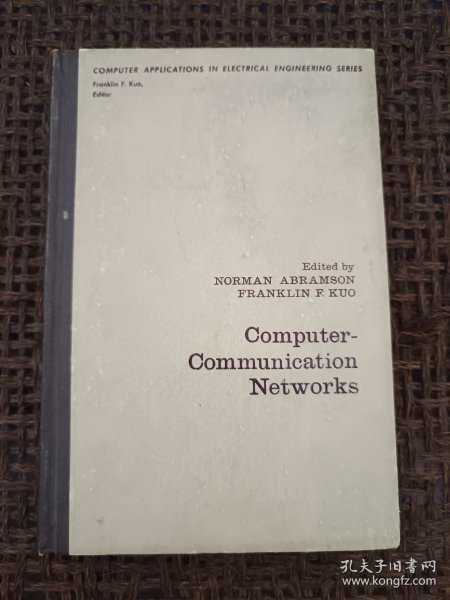 COMPUTER APPLICATIONS IN ELECTRICAL ENGINEERING SERIES
Franklin F. Kuo,
Editor
Edited by
NORMAN ABRAMSON
FRANKLIN F. KUO
Computer-
Communication
Networks
孔夫子旧书网
www.kongfz.com